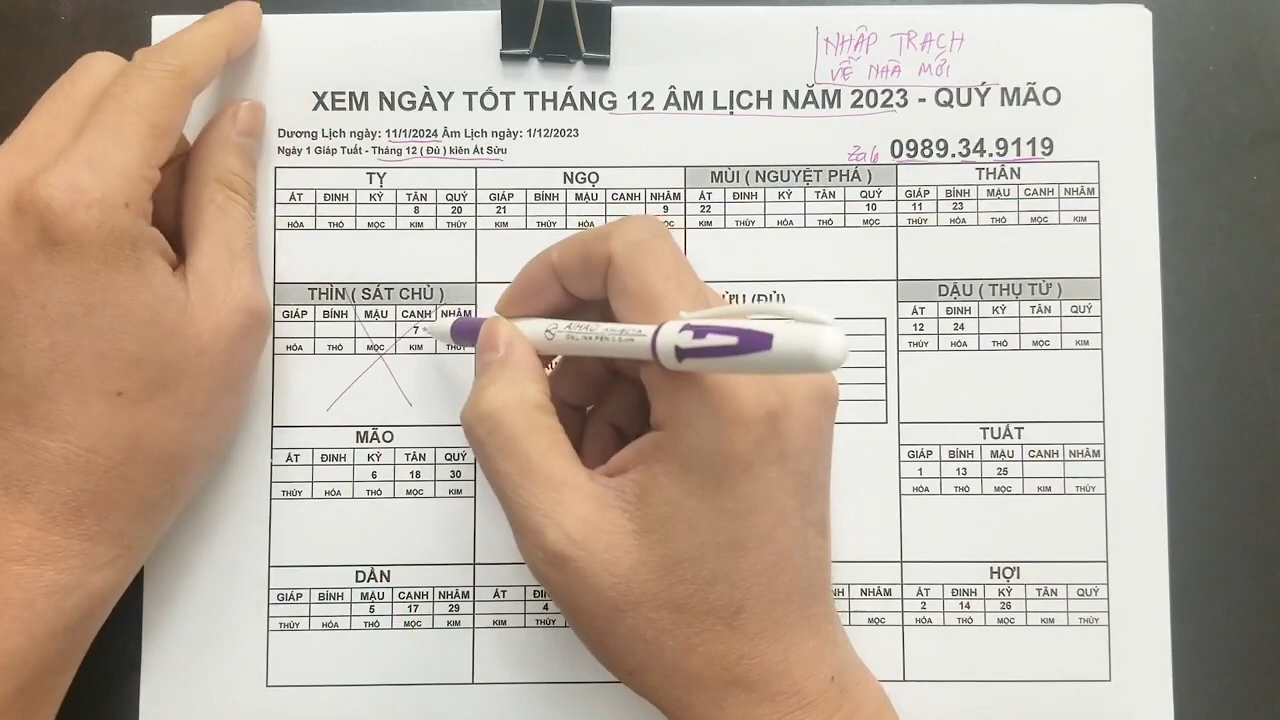 NHẬP TRẠCH
VỀ NHÀ MỚI
XEM NGÀY TỐT THÁNG 12 ÂM LỊCH NĂM 2023 - QUÝ MÃO
Dương Lịch ngày: 11/1/2024 Âm Lịch ngày: 1/12/2023
Ngày 1 Giáp Tuất - Tháng 12 ( Đủ ) kiên Ất Sửu
Zalo 0989.34.9119
TỴ NGỌ MÙI ( NGUYỆT PHÁ ) THÂN
ẤT ĐINH KỶ TÂN QUÝ GIÁP BÍNH MẬU CANH NHÂM ẤT ĐINH KỶ TÂN QUÝ GIÁP BÍNH MẬU CANH NHÂM
8 20 21 9 22 10 11 23
HỎA THỔ MỘC KIM THỦY KIM THỦY HỎA THỔ KIM THỦY HỎA THỔ MỘC THỦY HỎA THỔ MỘC KIM
THÌN ( SÁT CHỦ ) ỬU (ĐỦ) DẬU ( THỤ TỬ )
GIÁP BÍNH MẬU CANH NHÂM ẤT ĐINH KỶ TÂN QUÝ
7 12 24
HỎA THỔ MỘC KIM THỦY THỦY HỎA THỔ MỘC KIM
MÃO TUẤT
ẤT ĐINH KỶ TÂN QUÝ GIÁP BÍNH MẬU CANH NHÂM
6 18 30 1 13 25
THỦY HỎA THỔ MỘC KIM HỎA THỔ MỘC KIM THỦY
DẦN HỢI
GIÁP BÍNH MẬU CANH NHÂM ẤT ĐIN NHÂM ẤT ĐINH KỶ TÂN QUÝ
5 17 29 4 2 14 26
THỦY HỎA THỔ MỘC KIM KIM THỦY MỘC HỎA THỔ MỘC KIM THỦY